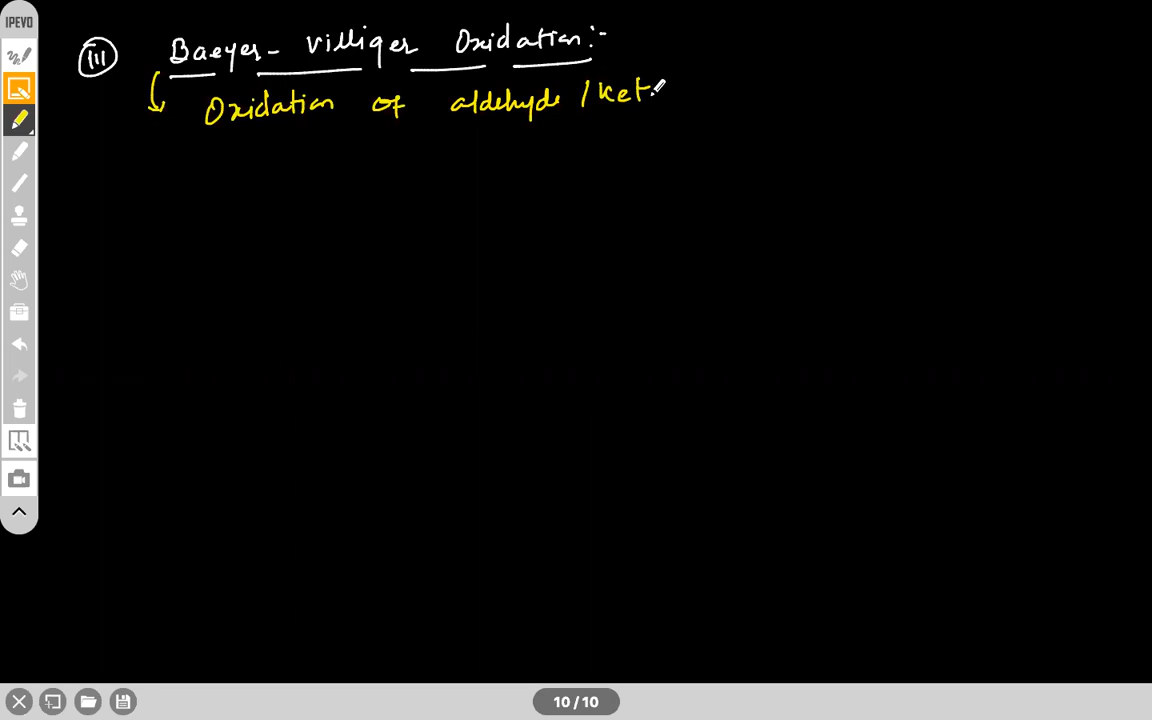 IPEVO
(III) Baeyer - Villiger Oxidation:-
Oxidation of aldehyde / Ket
10 / 10